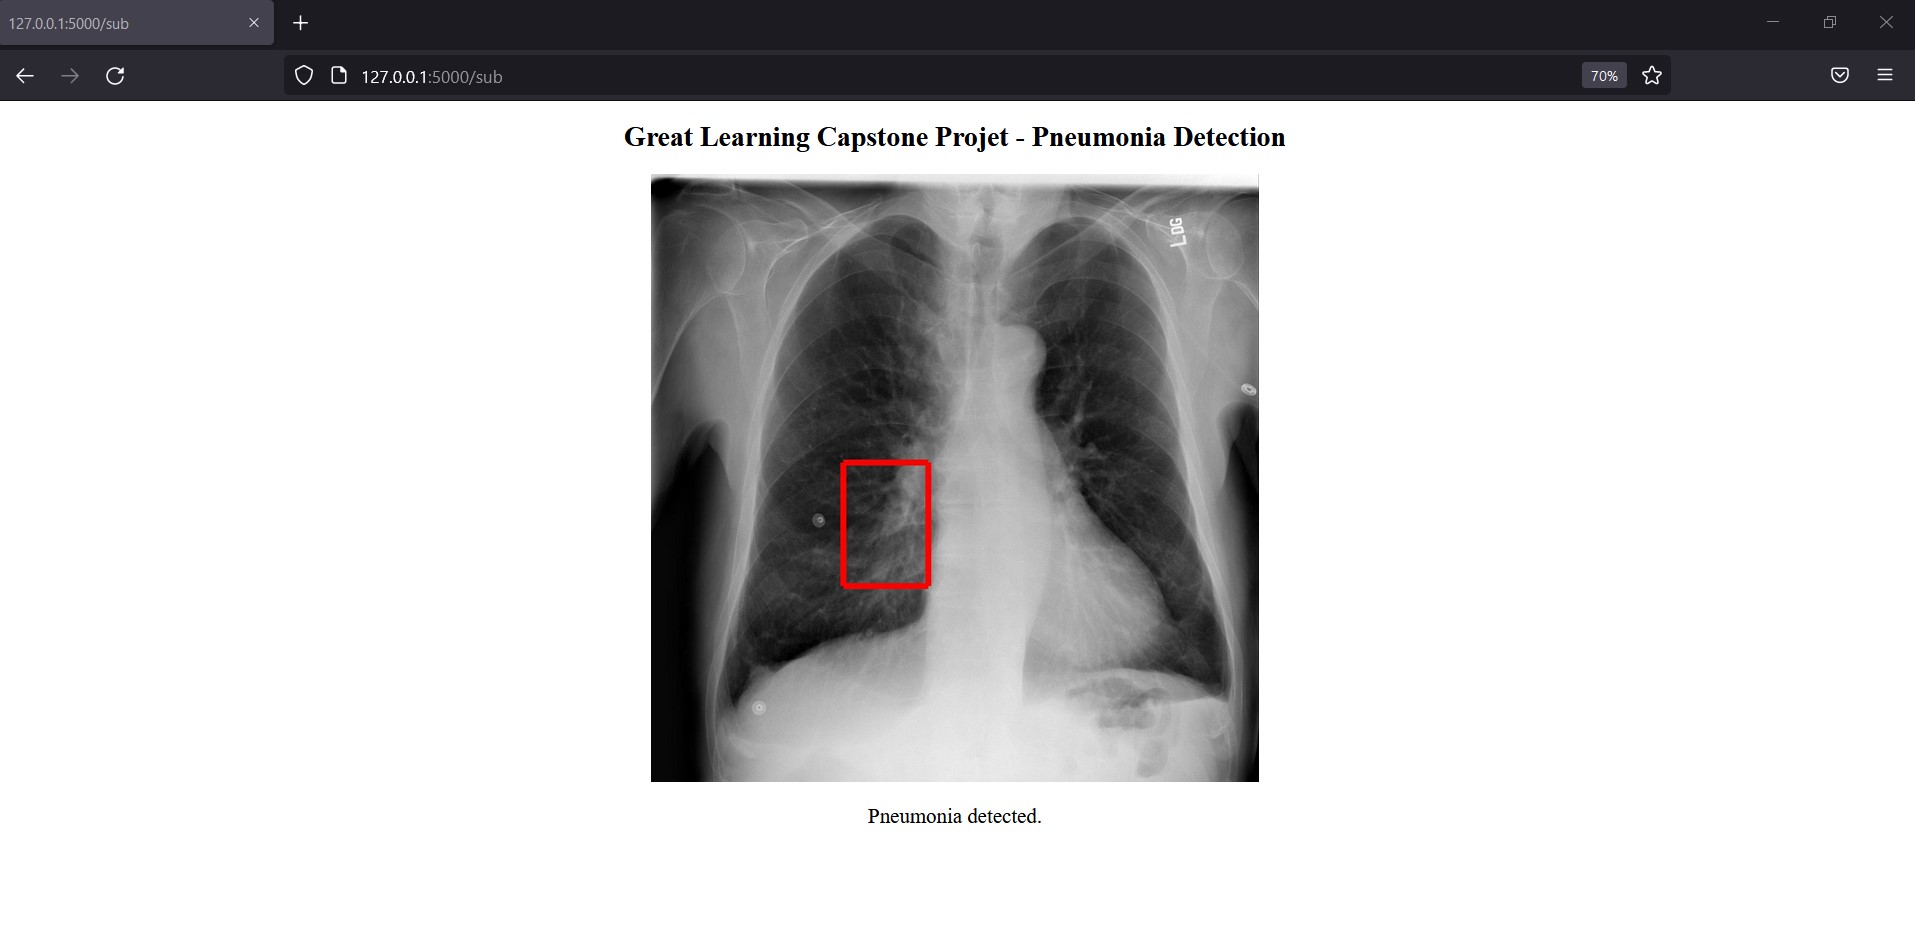 127.0.0.1:5000/sub
127.0.0.1:5000/sub 70%
Great Learning Capstone Projet - Pneumonia Detection
LDG
Pneumonia detected.